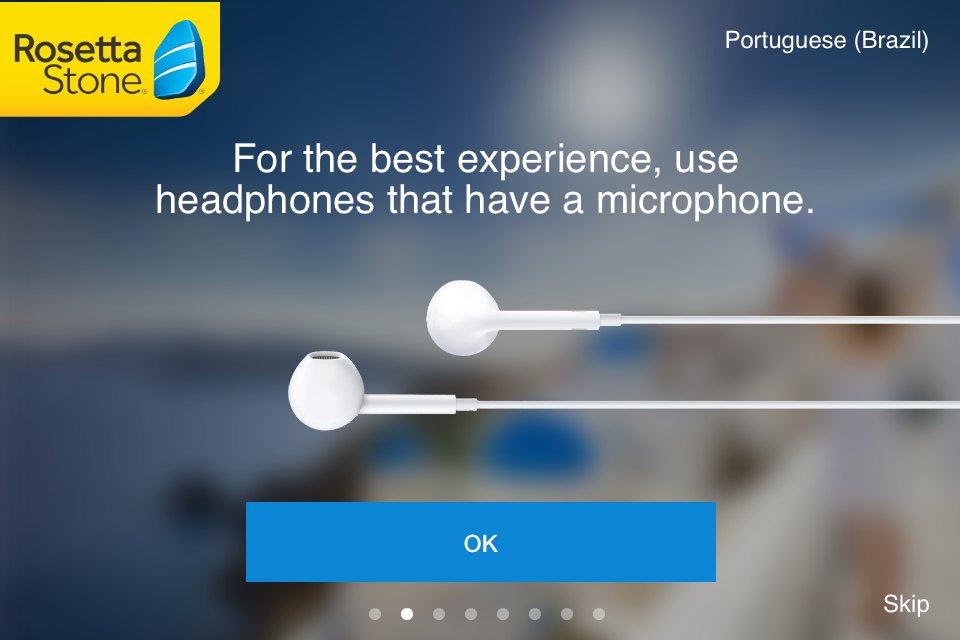 Rosetta
Stone
Portuguese (Brazil)
For the best experience, use
headphones that have a microphone.
OK
Skip